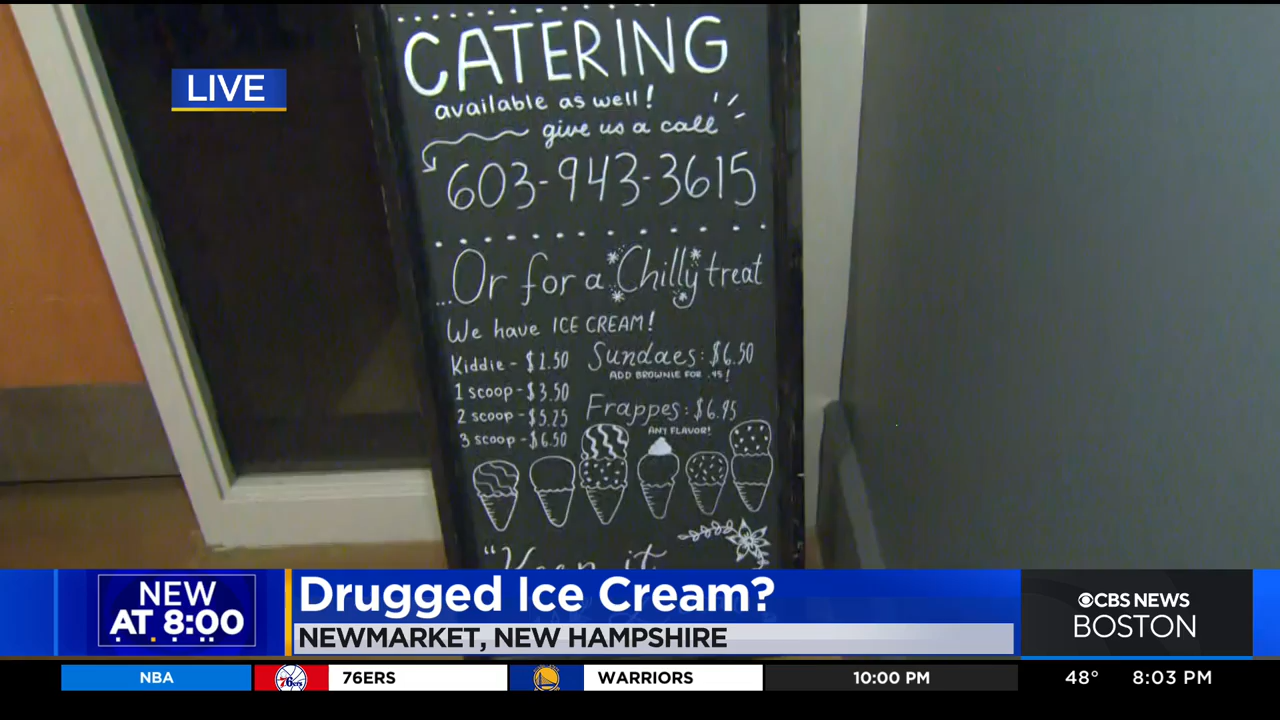 CATERING
available as well!
give us a call
603-943-3615
...Or for a Chilly treat
We have ICE CREAM!
Kiddie - $1.50
1 scoop - $3.50
2 scoop - $5.25
3 scoop - $6.50
Sundaes: $6.50
ADD BROWNIE FOR .95!
Frappes: $6.95
ANY FLAVOR!
"Keep it
LIVE
NEW
AT 8:00
Drugged Ice Cream?
NEWMARKET, NEW HAMPSHIRE
CBS NEWS
BOSTON
NBA 76ERS WARRIORS 10:00 PM 48° 8:03 PM